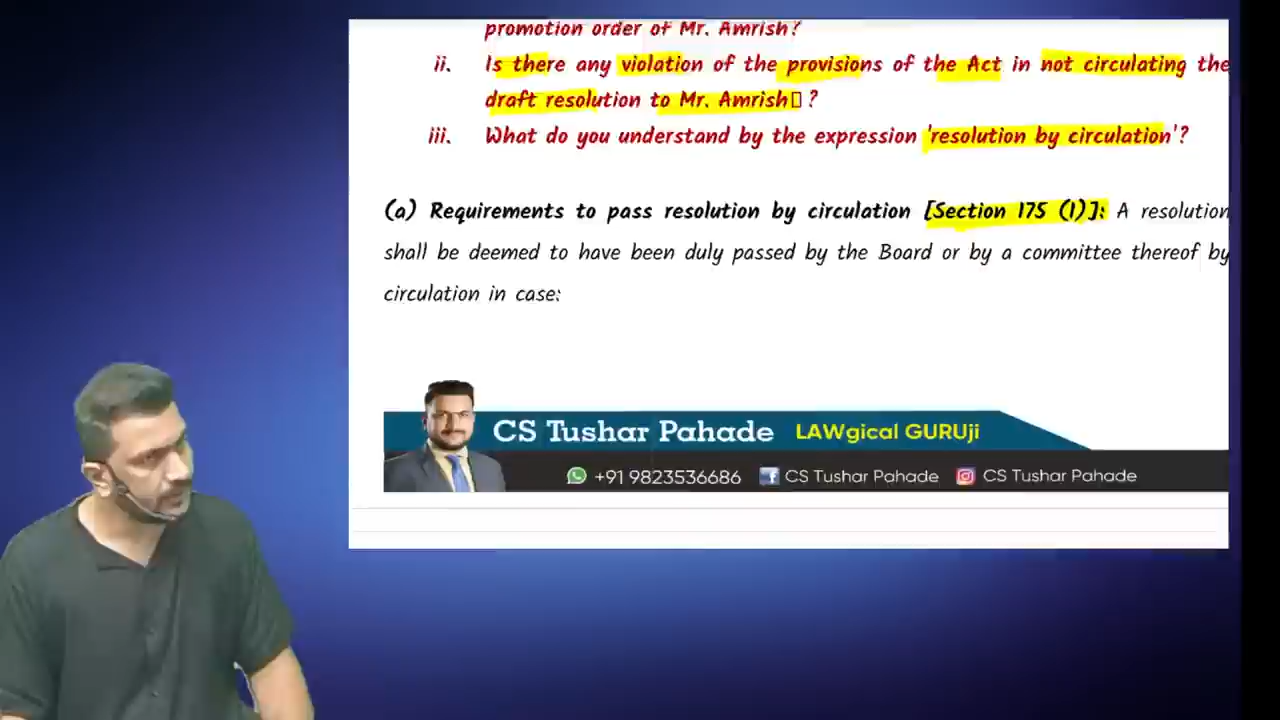 promotion order of Mr. Amrish?
ii. Is there any violation of the provisions of the Act in not circulating the
draft resolution to Mr. Amrish▯ ?
iii. What do you understand by the expression 'resolution by circulation'?
(a) Requirements to pass resolution by circulation [Section 175 (1)]: A resolution
shall be deemed to have been duly passed by the Board or by a committee thereof by
circulation in case:
CS Tushar Pahade LAWgical GURUji
+91 9823536686 CS Tushar Pahade CS Tushar Pahade